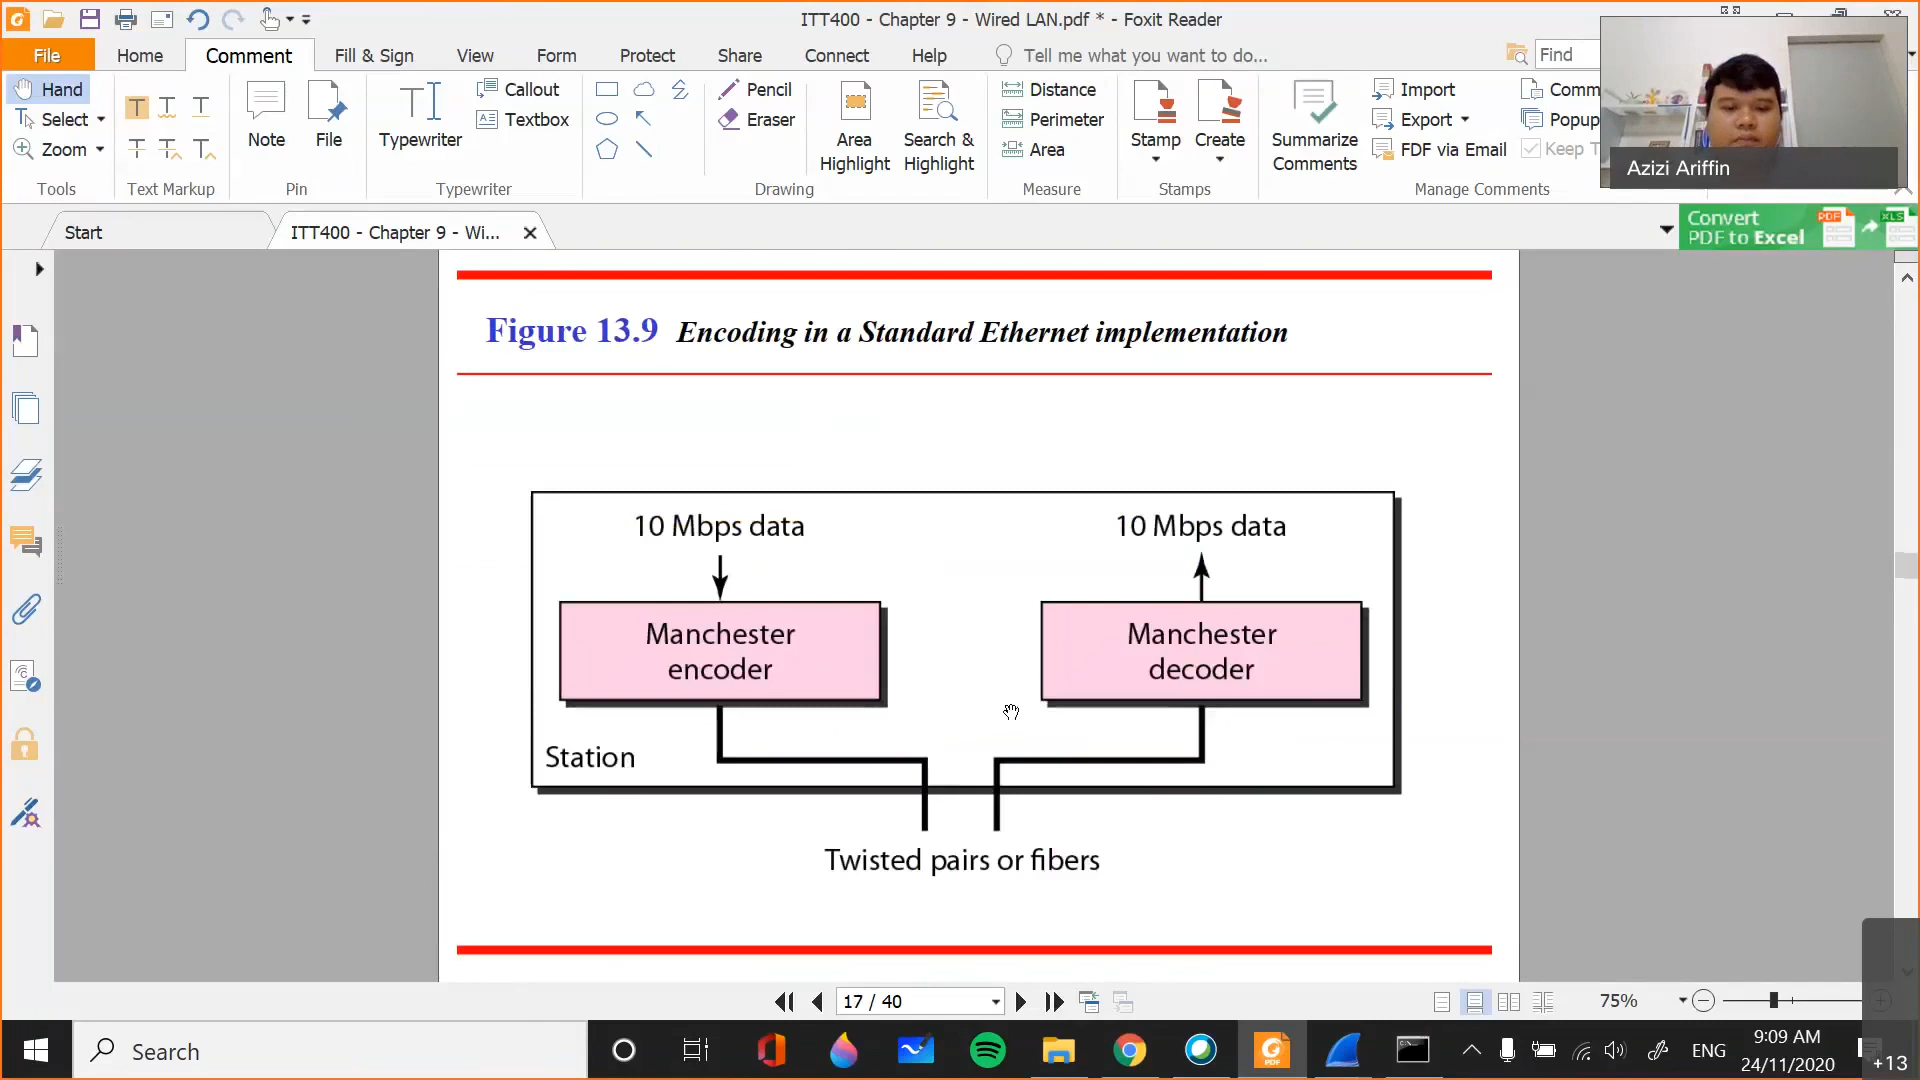 ITT400 - Chapter 9 - Wired LAN.pdf * - Foxit Reader
File Home Comment Fill & Sign View Form Protect Share Connect Help Tell me what you want to do... Find
Hand
Select
Zoom
Tools
Text Markup
Note
File
Pin
Typewriter
Callout
Textbox
Typewriter
Pencil
Eraser
Area Highlight
Search & Highlight
Drawing
Distance
Perimeter
Area
Measure
Stamp
Create
Stamps
Summarize Comments
Import
Export
FDF via Email
Comm
Popup
Keep T
Manage Comments
Azizi Ariffin
Start
ITT400 - Chapter 9 - Wi...
Convert
PDF to Excel
PDF
XLS
Figure 13.9 Encoding in a Standard Ethernet implementation
10 Mbps data
10 Mbps data
Manchester
encoder
Manchester
decoder
Station
Twisted pairs or fibers
17 / 40
75%
Search
ENG
9:09 AM
24/11/2020
+13